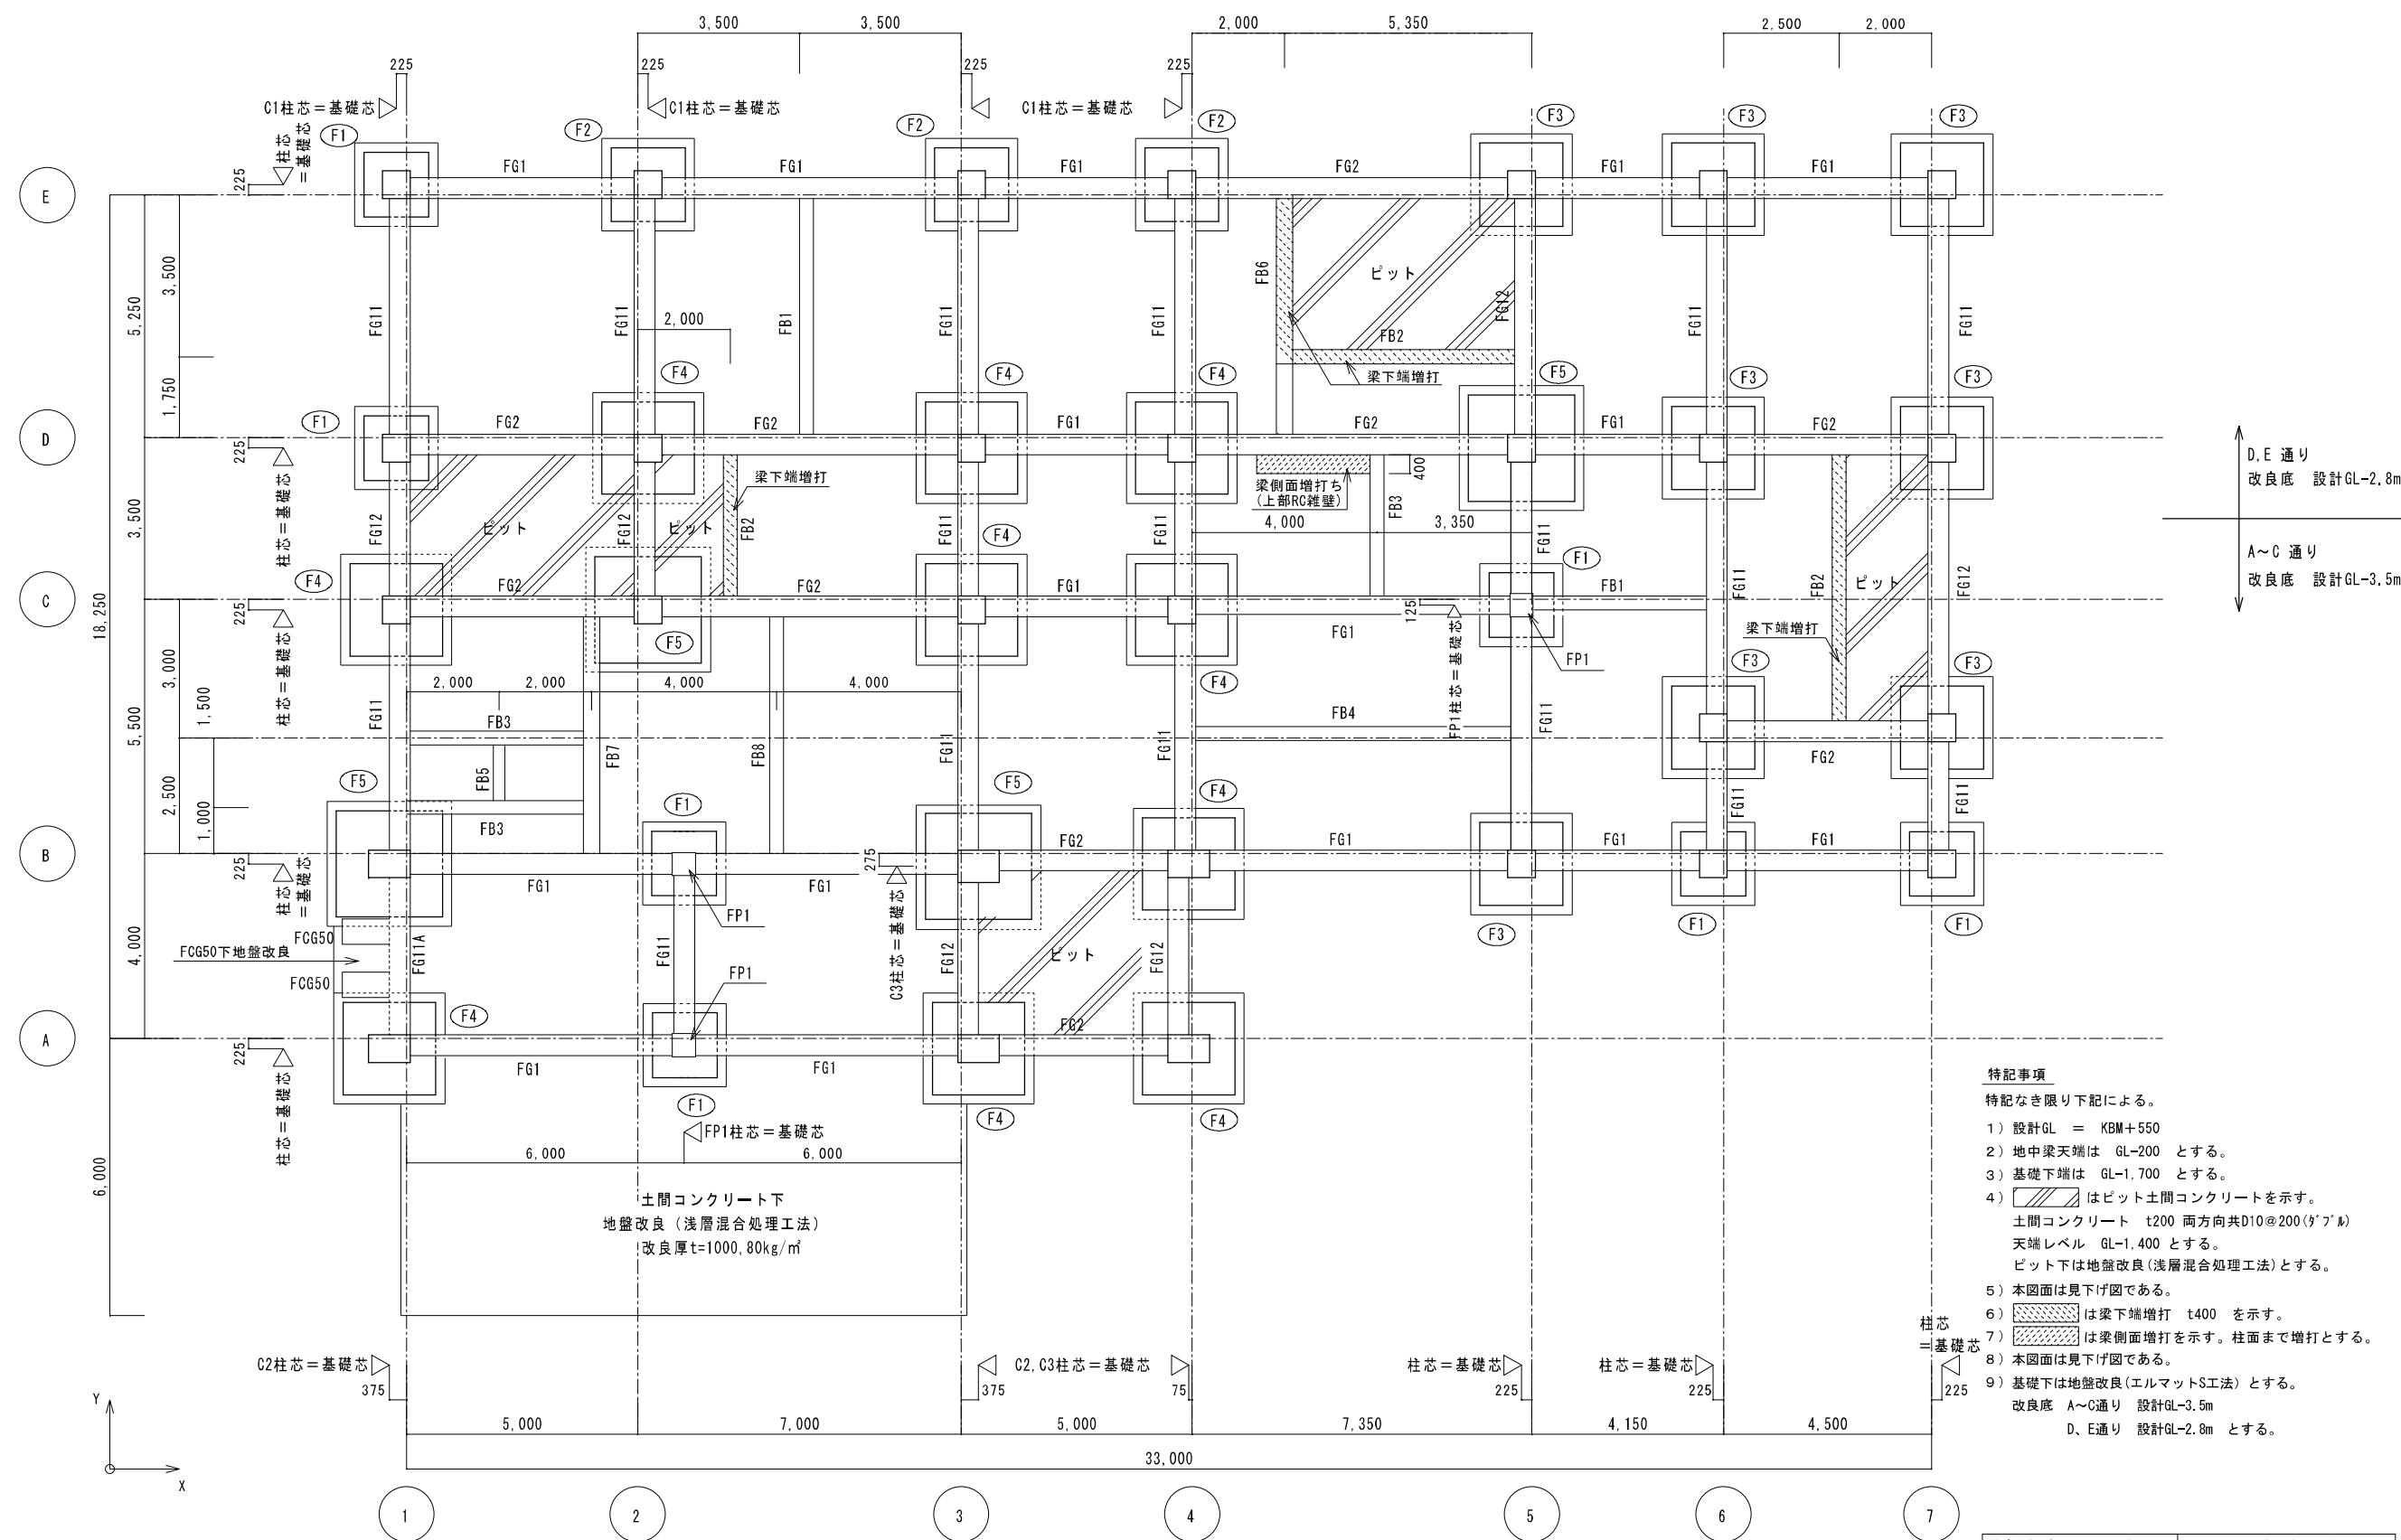 3,500 3,500 2,000 5,350 2,500 2,000
225 225 225 225
C1柱芯＝基礎芯 C1柱芯＝基礎芯 C1柱芯＝基礎芯
F1 F2 F2 F2 F3 F3 F3
柱芯
＝基礎芯
225
FG1 FG1 FG1 FG2 FG1 FG1
E
3,500
5,250
1,750
FG11 FG11 FB1 FG11 FG11 FB6 FG12 FG11 FG11
2,000
ピット
FB2
梁下端増打
F1 F4 F4 F4 F5 F3 F3
FG2 FG2 FG1 FG2 FG1 FG2
D
225
柱芯＝基礎芯
3,500
FG12 FG12 FB2 FG11 FG11 FB3 FG11 FG11 FB2 FG12
ピット ピット
梁下端増打
梁側面増打ち
(上部RC雑壁)
400
4,000 3,350
ピット
梁下端増打
D,E 通り
改良底 設計GL-2.8m
A～C 通り
改良底 設計GL-3.5m
F4 F4 F1
FG2 FG2 FG1 FB1
C
225
柱芯＝基礎芯
18,250
F5 F4 FG1
125
FP1柱芯＝基礎芯
FP1
F3 F3
3,000
1,500
5,500
2,500
1,000
2,000 2,000 4,000 4,000
FG11 FB3 FB5 FB7 FB8 FG11 FG11 FB4 FG11
FG2
FG11 FG11
FB3
F5 F1 F5 F4
FG2 FG1 FG1 FG1
B
225
柱芯
＝基礎芯
FG1 FG1
275
C3柱芯＝基礎芯
FP1
F3 F1 F1
4,000
FCG50
FCG50下地盤改良
FCG50
FG11A FG11 FG12 FG12
ピット
FP1
F4
FG2
A
225
柱芯＝基礎芯
FG1 FG1
F1 F4 F4
FP1柱芯＝基礎芯
6,000 6,000
6,000
土間コンクリート下
地盤改良（浅層混合処理工法）
改良厚t=1000,80kg/㎥
特記事項
特記なき限り下記による。
1）設計GL ＝ KBM+550
2）地中梁天端は GL-200 とする。
3）基礎下端は GL-1,700 とする。
4） はピット土間コンクリートを示す。
土間コンクリート t200 両方向共D10@200(ﾀﾞﾌﾞﾙ)
天端レベル GL-1,400 とする。
ピット下は地盤改良(浅層混合処理工法)とする。
5）本図面は見下げ図である。
6） は梁下端増打 t400 を示す。
7） は梁側面増打を示す。柱面まで増打とする。
8）本図面は見下げ図である。
9）基礎下は地盤改良(エルマットS工法) とする。
改良底 A～C通り 設計GL-3.5m
D、E通り 設計GL-2.8m とする。
C2柱芯＝基礎芯 C2,C3柱芯＝基礎芯 柱芯＝基礎芯 柱芯＝基礎芯
柱芯
＝基礎芯
375 375 75 225 225 225
Y
X
5,000 7,000 5,000 7,350 4,150 4,500
33,000
1 2 3 4 5 6 7